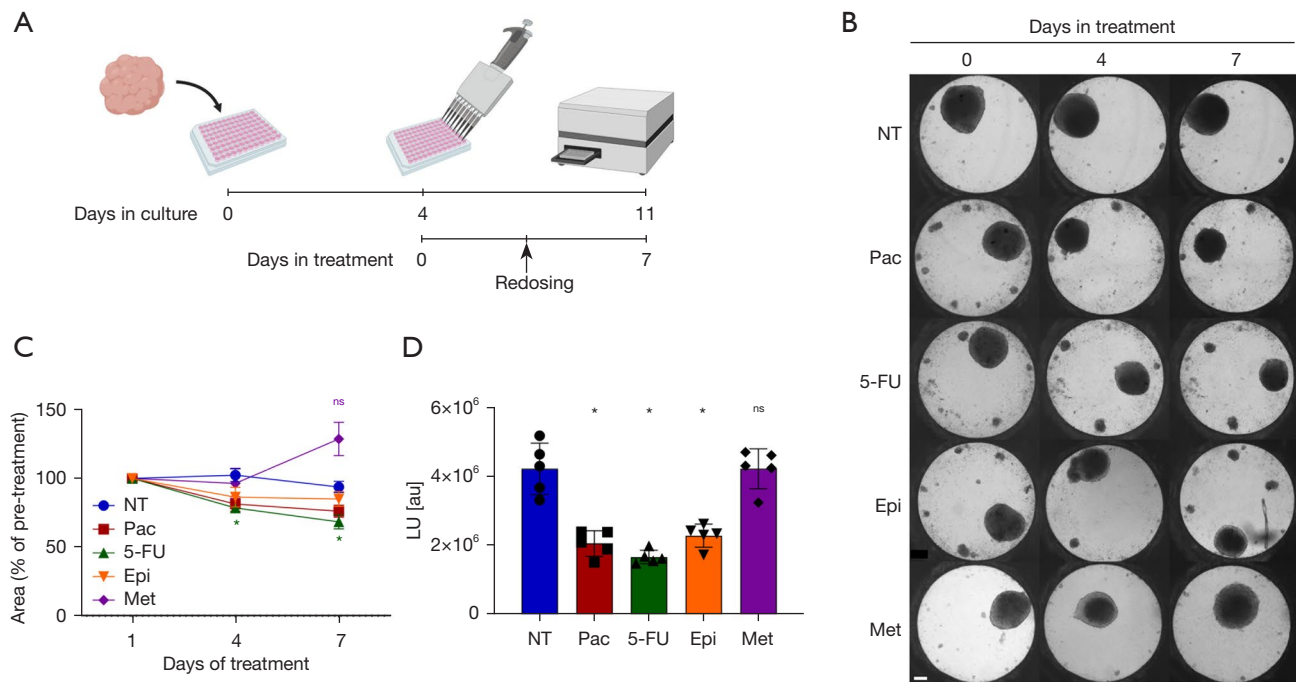 A
Days in culture
0
4
11
Days in treatment
0
7
Redosing
B
Days in treatment
0
4
7
NT
Pac
5-FU
Epi
Met
C
Area (% of pre-treatment)
150
100
50
0
ns
*
*
NT
Pac
5-FU
Epi
Met
1
4
7
Days of treatment
D
LU [au]
6×10⁶
4×10⁶
2×10⁶
0
* * * ns
NT Pac 5-FU Epi Met